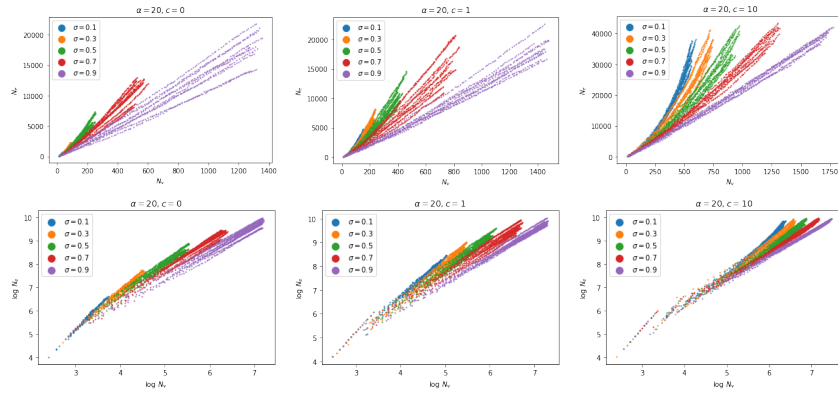 α = 20, c = 0
σ = 0.1
σ = 0.3
σ = 0.5
σ = 0.7
σ = 0.9
20000
15000
10000
5000
0
Nₑ
0 200 400 600 800 1000 1200 1400
Nᵥ
α = 20, c = 1
σ = 0.1
σ = 0.3
σ = 0.5
σ = 0.7
σ = 0.9
20000
15000
10000
5000
0
Nₑ
0 200 400 600 800 1000 1200 1400
Nᵥ
α = 20, c = 10
σ = 0.1
σ = 0.3
σ = 0.5
σ = 0.7
σ = 0.9
40000
30000
20000
10000
0
Nₑ
0 250 500 750 1000 1250 1500 1750
Nᵥ
α = 20, c = 0
σ = 0.1
σ = 0.3
σ = 0.5
σ = 0.7
σ = 0.9
10
9
8
7
6
5
4
log Nₑ
3 4 5 6 7
log Nᵥ
α = 20, c = 1
σ = 0.1
σ = 0.3
σ = 0.5
σ = 0.7
σ = 0.9
10
9
8
7
6
5
4
log Nₑ
3 4 5 6 7
log Nᵥ
α = 20, c = 10
σ = 0.1
σ = 0.3
σ = 0.5
σ = 0.7
σ = 0.9
10
9
8
7
6
5
4
log Nₑ
3 4 5 6 7
log Nᵥ